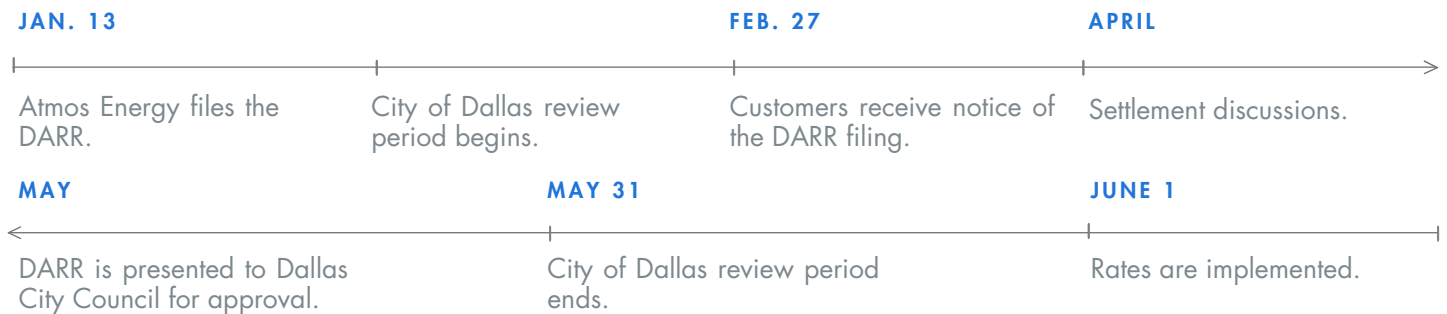 JAN. 13
FEB. 27
APRIL
Atmos Energy files the
DARR.
City of Dallas review
period begins.
Customers receive notice of
the DARR filing.
Settlement discussions.
MAY
MAY 31
JUNE 1
DARR is presented to Dallas
City Council for approval.
City of Dallas review period
ends.
Rates are implemented.